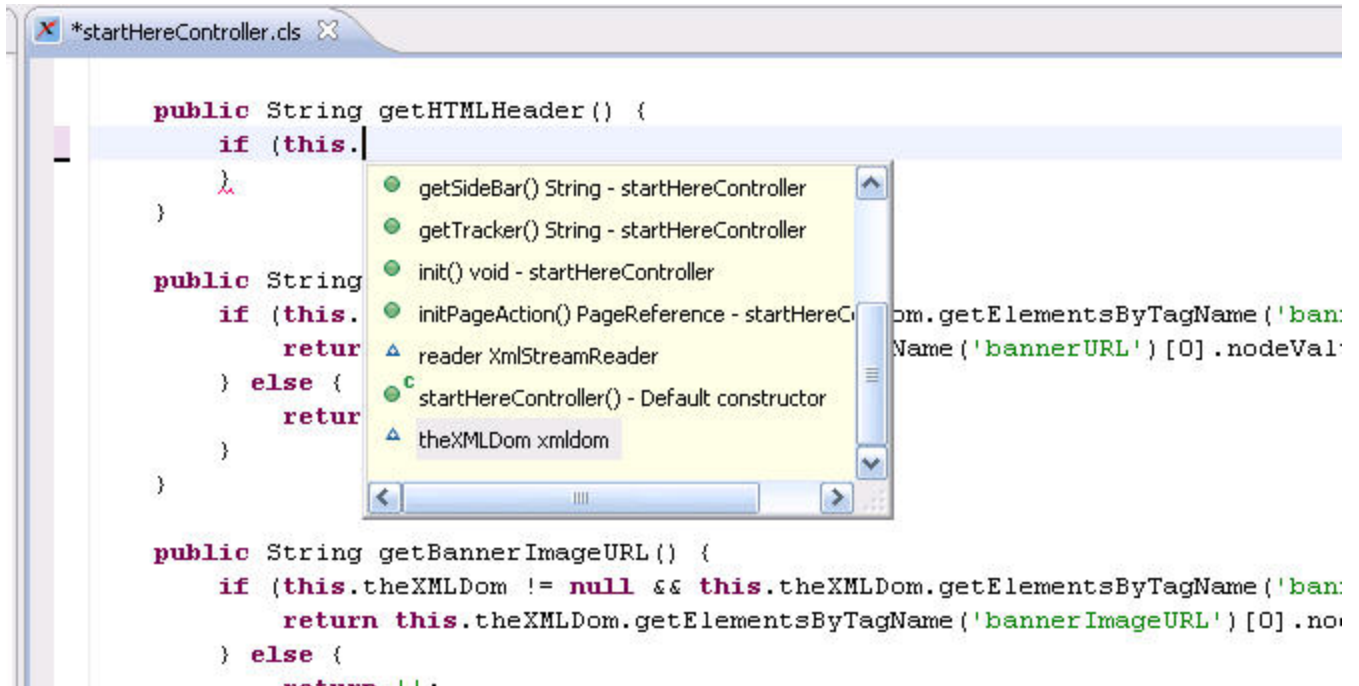 *startHereController.cls
public String getHTMLHeader() {
if (this.
}
}
getSideBar() String - startHereController
getTracker() String - startHereController
init() void - startHereController
initPageAction() PageReference - startHereC
reader XmlStreamReader
startHereController() - Default constructor
theXMLDom xmldom
public String
if (this. om.getElementsByTagName('ban
retur Name('bannerURL')[0].nodeVal
} else {
retur
}
}
public String getBannerImageURL() {
if (this.theXMLDom != null && this.theXMLDom.getElementsByTagName('ban
return this.theXMLDom.getElementsByTagName('bannerImageURL')[0].no
} else {
return '';